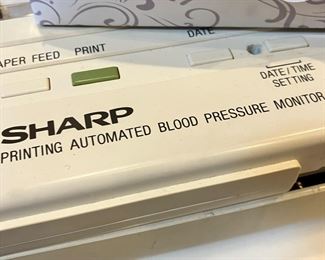 APER FEED PRINT DATE
DATE/TIME
SETTING
SHARP
PRINTING AUTOMATED BLOOD PRESSURE MONITOR